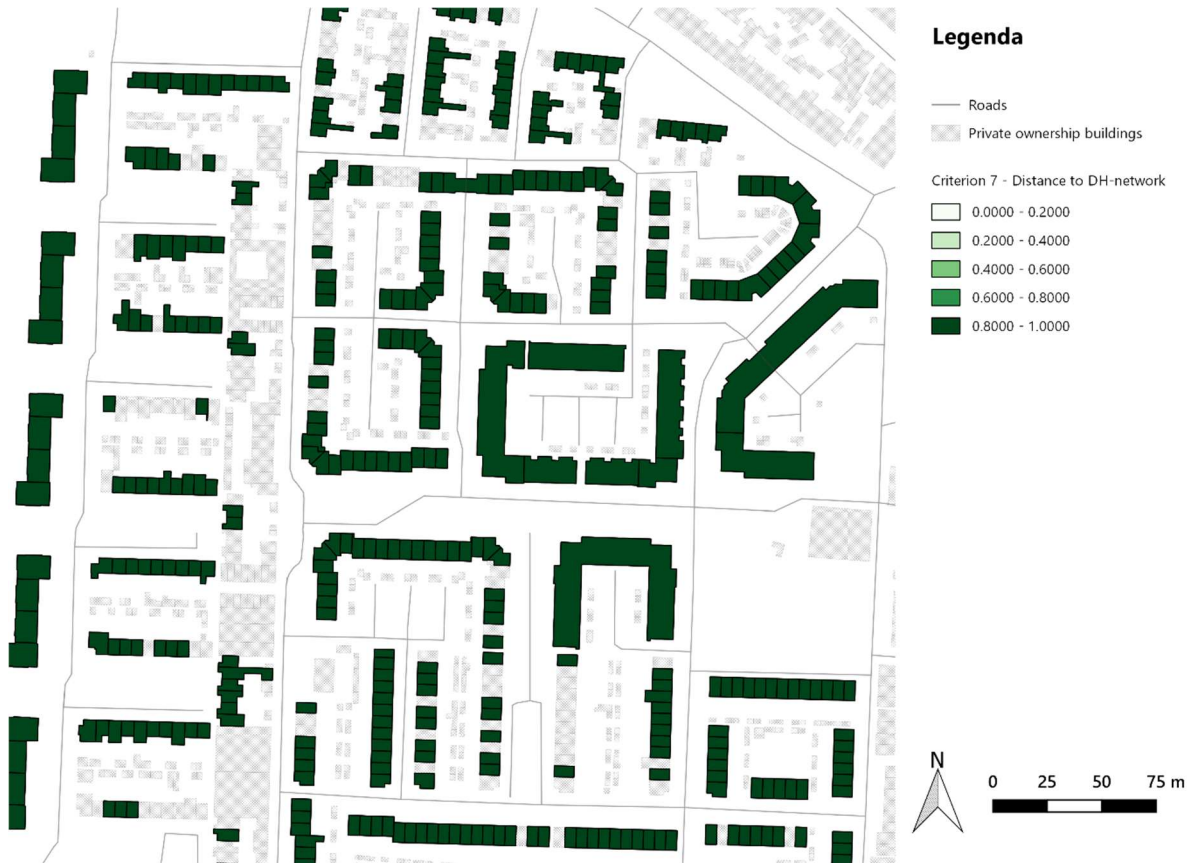 Legenda
Roads
Private ownership buildings
Criterion 7 - Distance to DH-network
0.0000 - 0.2000
0.2000 - 0.4000
0.4000 - 0.6000
0.6000 - 0.8000
0.8000 - 1.0000
N
0 25 50 75 m